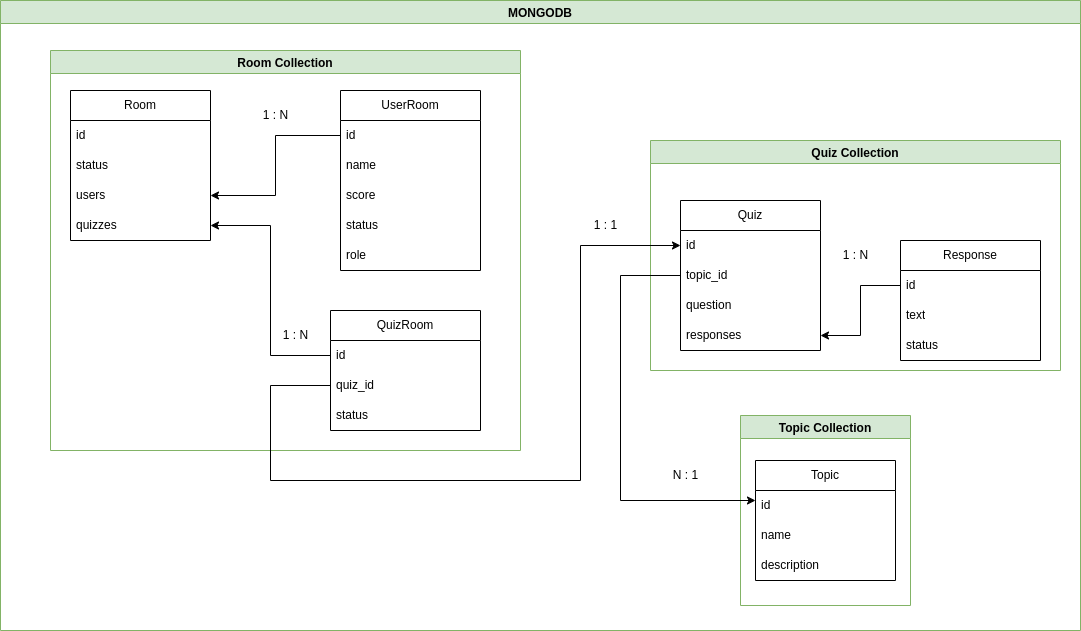 MONGODB
Room Collection
Room
id
status
users
quizzes
1 : N
UserRoom
id
name
score
status
role
1 : N
QuizRoom
id
quiz_id
status
1 : 1
Quiz Collection
Quiz
id
topic_id
question
responses
1 : N
Response
id
text
status
N : 1
Topic Collection
Topic
id
name
description